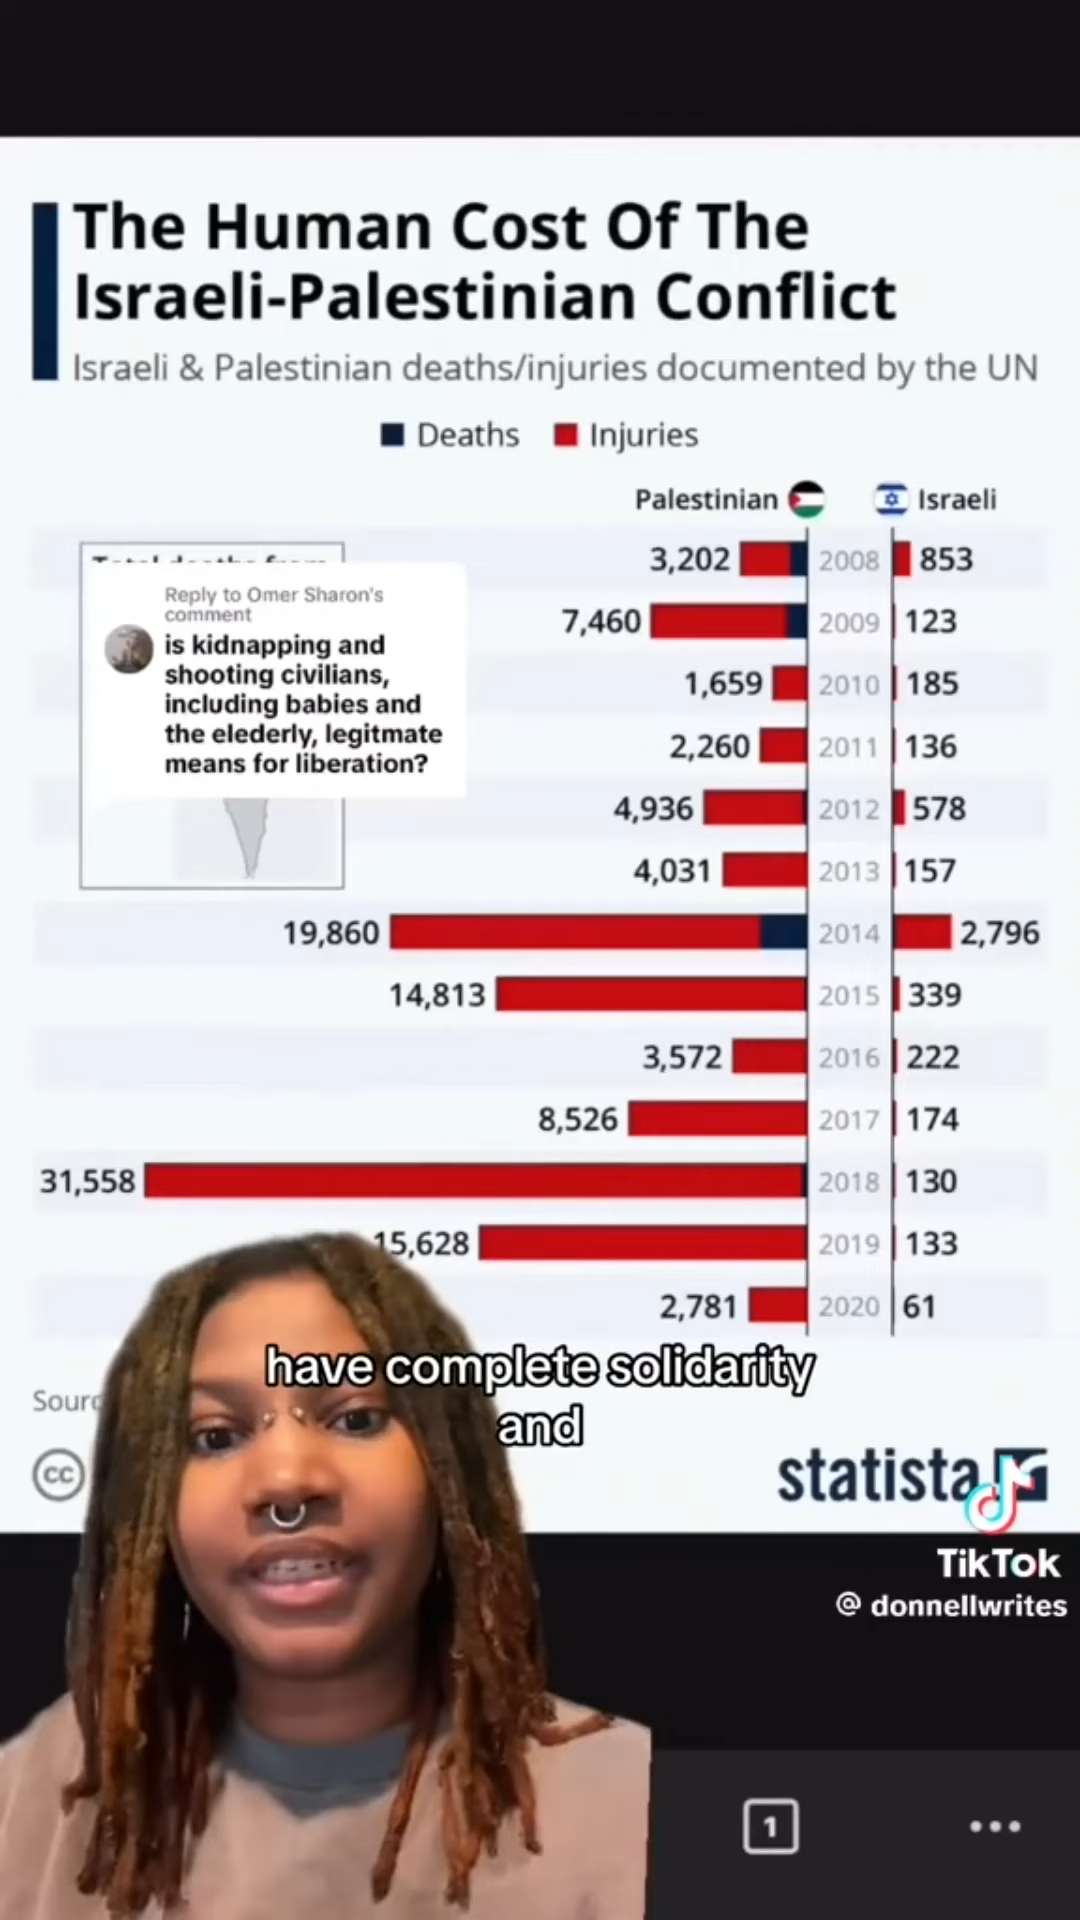 The Human Cost Of The
Israeli-Palestinian Conflict
Israeli & Palestinian deaths/injuries documented by the UN
Deaths Injuries
Palestinian Israeli
3,202 2008 853
7,460 2009 123
1,659 2010 185
2,260 2011 136
4,936 2012 578
4,031 2013 157
19,860 2014 2,796
14,813 2015 339
3,572 2016 222
8,526 2017 174
31,558 2018 130
15,628 2019 133
2,781 2020 61
Reply to Omer Sharon's
comment
is kidnapping and
shooting civilians,
including babies and
the elederly, legitmate
means for liberation?
have complete solidarity
and
cc
statista
TikTok
@ donnellwrites
1